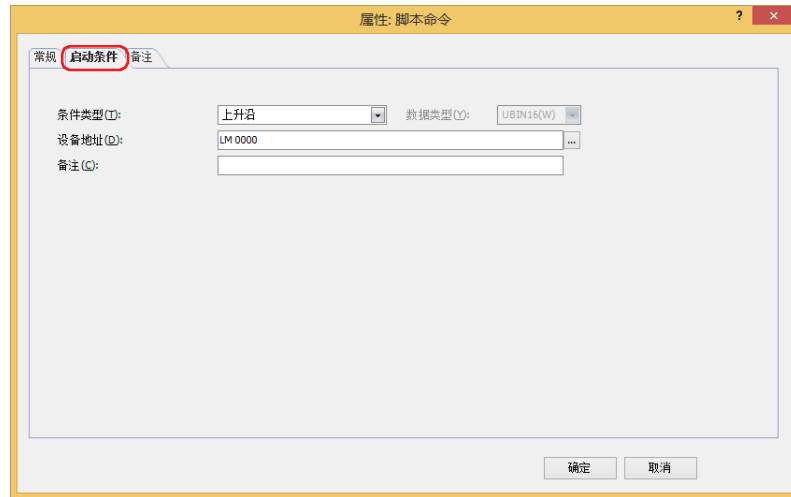 属性: 脚本命令 ? ×
常规 启动条件 备注
条件类型(T): 上升沿 数据类型(Y): UBIN16(W)
设备地址(D): LM 0000 ...
备注(C):
确定 取消